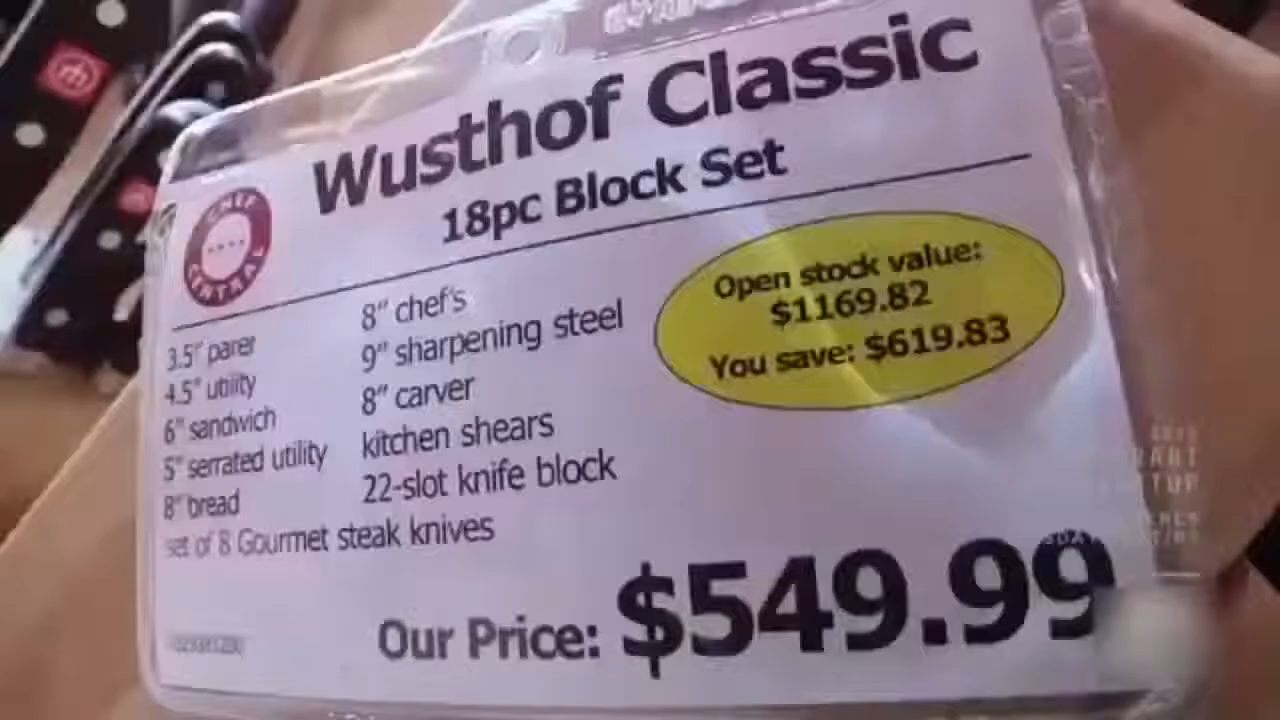 Wusthof Classic
18pc Block Set
CHEF
CENTRAL
Open stock value:
$1169.82
You save: $619.83
3.5" parer
4.5" utility
6" sandwich
5" serrated utility
8" bread
set of 8 Gourmet steak knives
8" chef's
9" sharpening steel
8" carver
kitchen shears
22-slot knife block
Our Price: $549.99